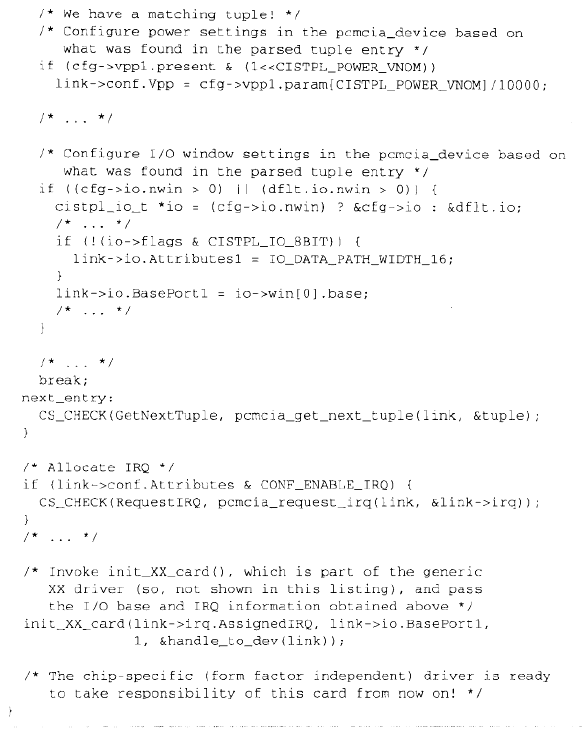 /* We have a matching tuple! */
/* Configure power settings in the pcmcia_device based on
what was found in the parsed tuple entry */
if (cfg->vpp1.present & (1<<CISTPL_POWER_VNOM))
link->conf.Vpp = cfg->vpp1.param[CISTPL_POWER_VNOM]/10000;
/* ... */
/* Configure I/O window settings in the pcmcia_device based on
what was found in the parsed tuple entry */
if ((cfg->io.nwin > 0) || (dflt.io.nwin > 0)) {
cistpl_io_t *io = (cfg->io.nwin) ? &cfg->io : &dflt.io;
/* ... */
if (!(io->flags & CISTPL_IO_8BIT)) {
link->io.Attributes1 = IO_DATA_PATH_WIDTH_16;
}
link->io.BasePort1 = io->win[0].base;
/* ... */
}
/* ... */
break;
next_entry:
CS_CHECK(GetNextTuple, pcmcia_get_next_tuple(link, &tuple);
}
/* Allocate IRQ */
if (link->conf.Attributes & CONF_ENABLE_IRQ) {
CS_CHECK(RequestIRQ, pcmcia_request_irq(link, &link->irq));
}
/* ... */
/* Invoke init_XX_card(), which is part of the generic
XX driver (so, not shown in this listing), and pass
the I/O base and IRQ information obtained above */
init_XX_card(link->irq.AssignedIRQ, link->io.BasePort1,
1, &handle_to_dev(link));
/* The chip-specific (form factor independent) driver is ready
to take responsibility of this card from now on! */
}